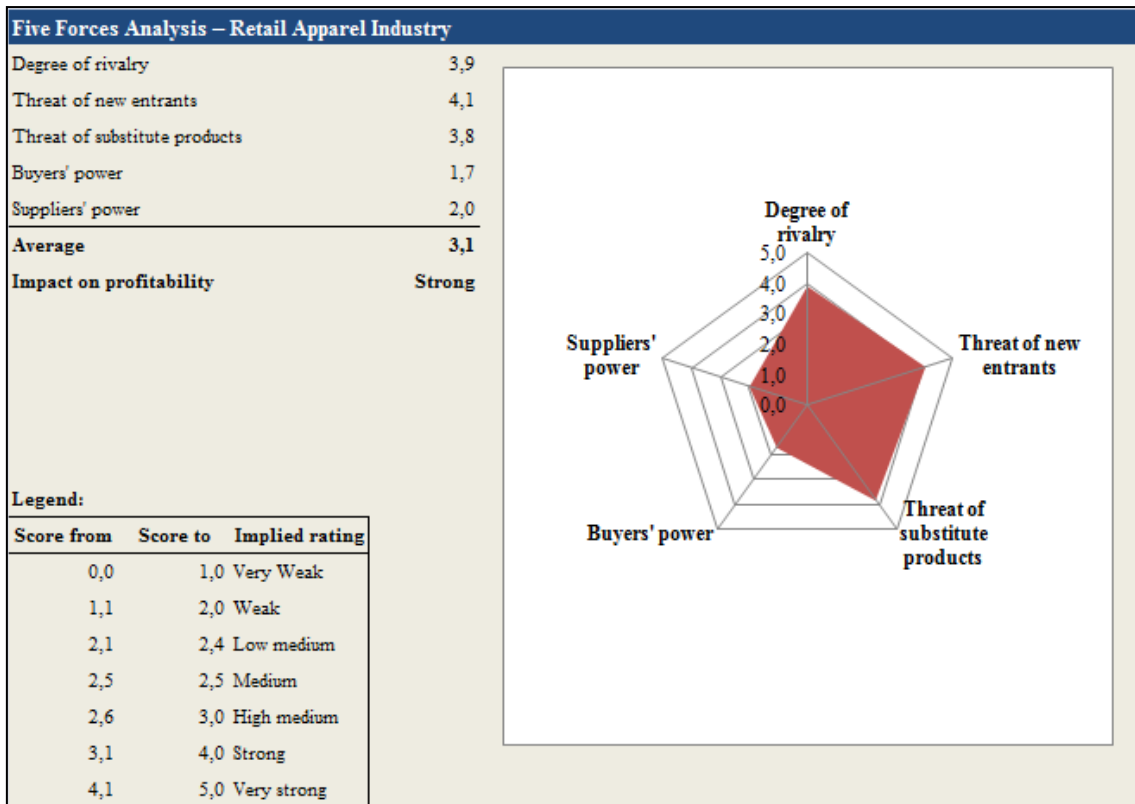 Five Forces Analysis – Retail Apparel Industry
Degree of rivalry 3,9
Threat of new entrants 4,1
Threat of substitute products 3,8
Buyers' power 1,7
Suppliers' power 2,0
Average 3,1
Impact on profitability Strong
Degree of
rivalry
5,0
4,0
3,0
2,0
1,0
0,0
Threat of new
entrants
Threat of
substitute
products
Buyers' power
Suppliers'
power
Legend:
Score from Score to Implied rating
0,0 1,0 Very Weak
1,1 2,0 Weak
2,1 2,4 Low medium
2,5 2,5 Medium
2,6 3,0 High medium
3,1 4,0 Strong
4,1 5,0 Very strong